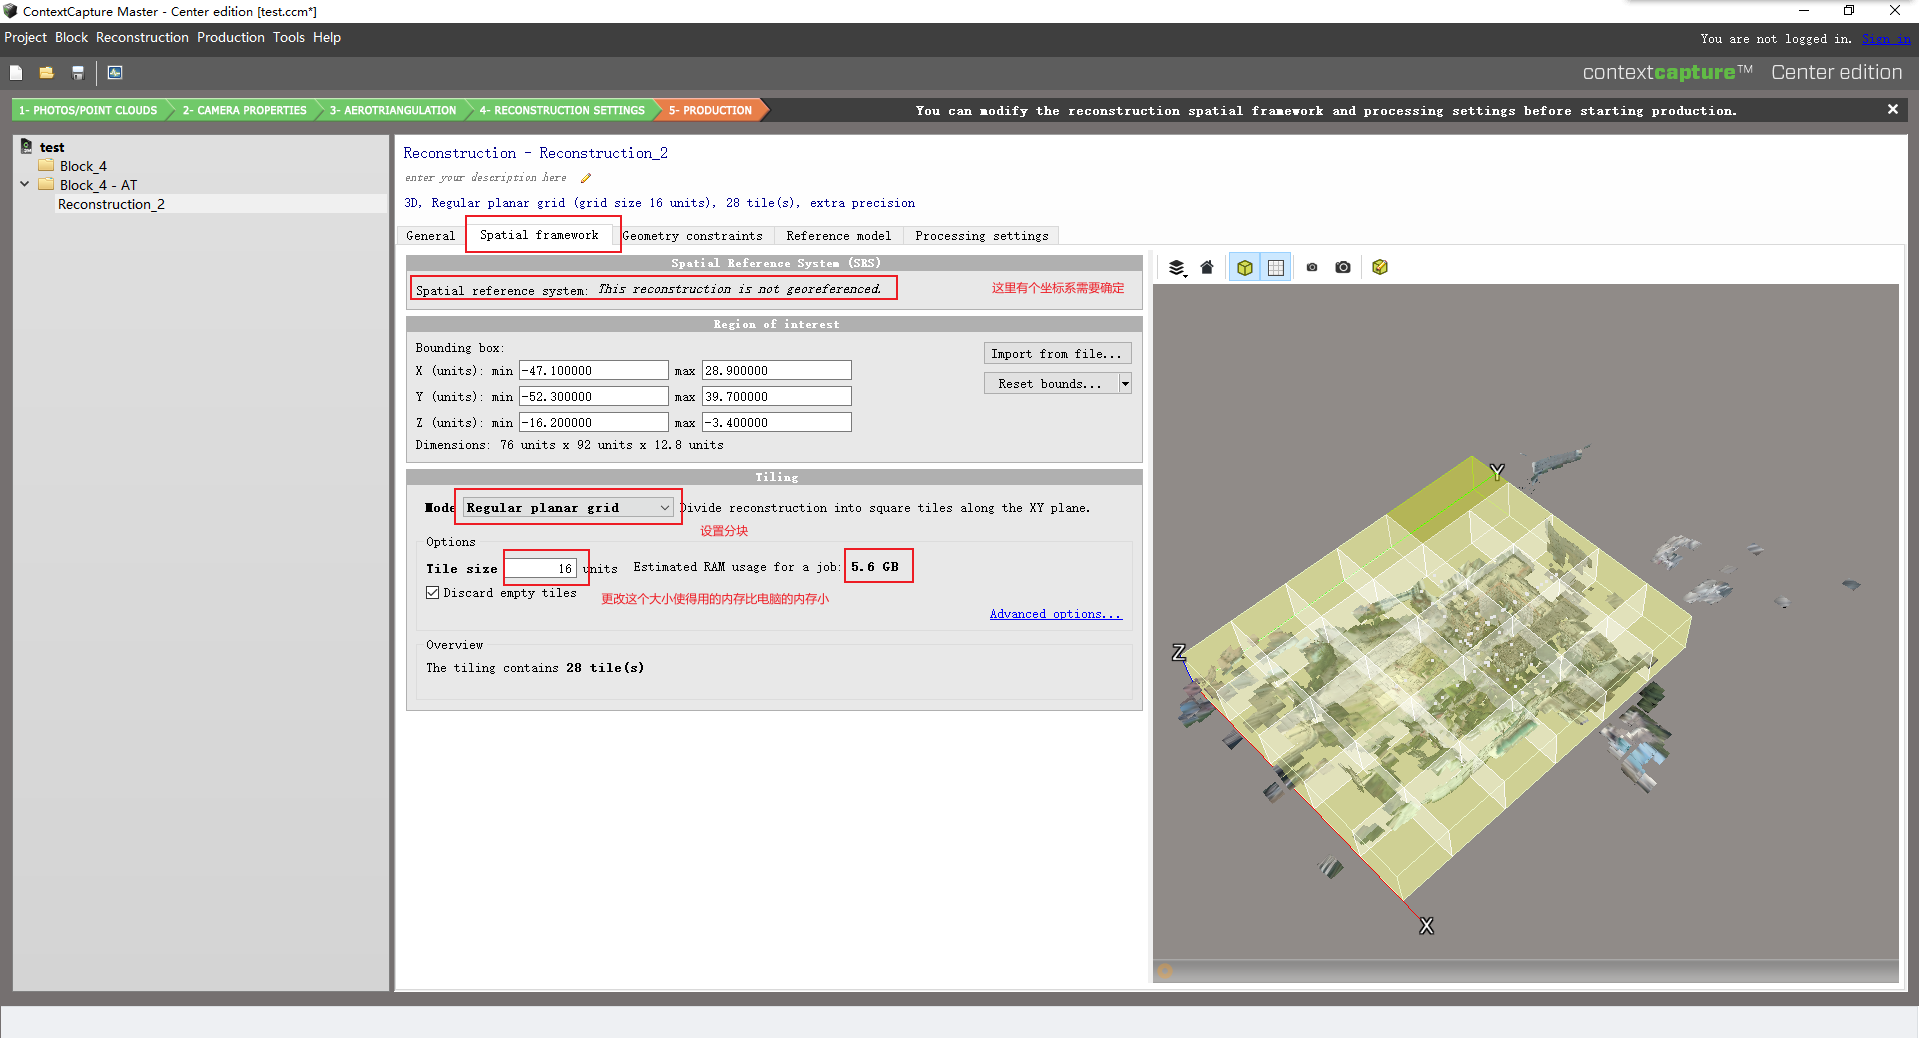 ContextCapture Master - Center edition [test.ccm*]
Project Block Reconstruction Production Tools Help
You are not logged in. Sign in
contextcapture™ Center edition
1- PHOTOS/POINT CLOUDS 2- CAMERA PROPERTIES 3- AEROTRIANGULATION 4- RECONSTRUCTION SETTINGS 5- PRODUCTION
You can modify the reconstruction spatial framework and processing settings before starting production.
test
Block_4
Block_4 - AT
Reconstruction_2
Reconstruction - Reconstruction_2
enter your description here
3D, Regular planar grid (grid size 16 units), 28 tile(s), extra precision
General Spatial framework Geometry constraints Reference model Processing settings
Spatial Reference System (SRS)
Spatial reference system: This reconstruction is not georeferenced.
这里有个坐标系需要确定
Region of interest
Bounding box:
Import from file...
X (units): min -47.100000 max 28.900000
Reset bounds...
Y (units): min -52.300000 max 39.700000
Z (units): min -16.200000 max -3.400000
Dimensions: 76 units x 92 units x 12.8 units
Tiling
Mode Regular planar grid Divide reconstruction into square tiles along the XY plane.
设置分块
Options
Tile size 16 units Estimated RAM usage for a job: 5.6 GB
Discard empty tiles
更改这个大小使得用的内存比电脑的内存小
Advanced options...
Overview
The tiling contains 28 tile(s)
Y
Z
X